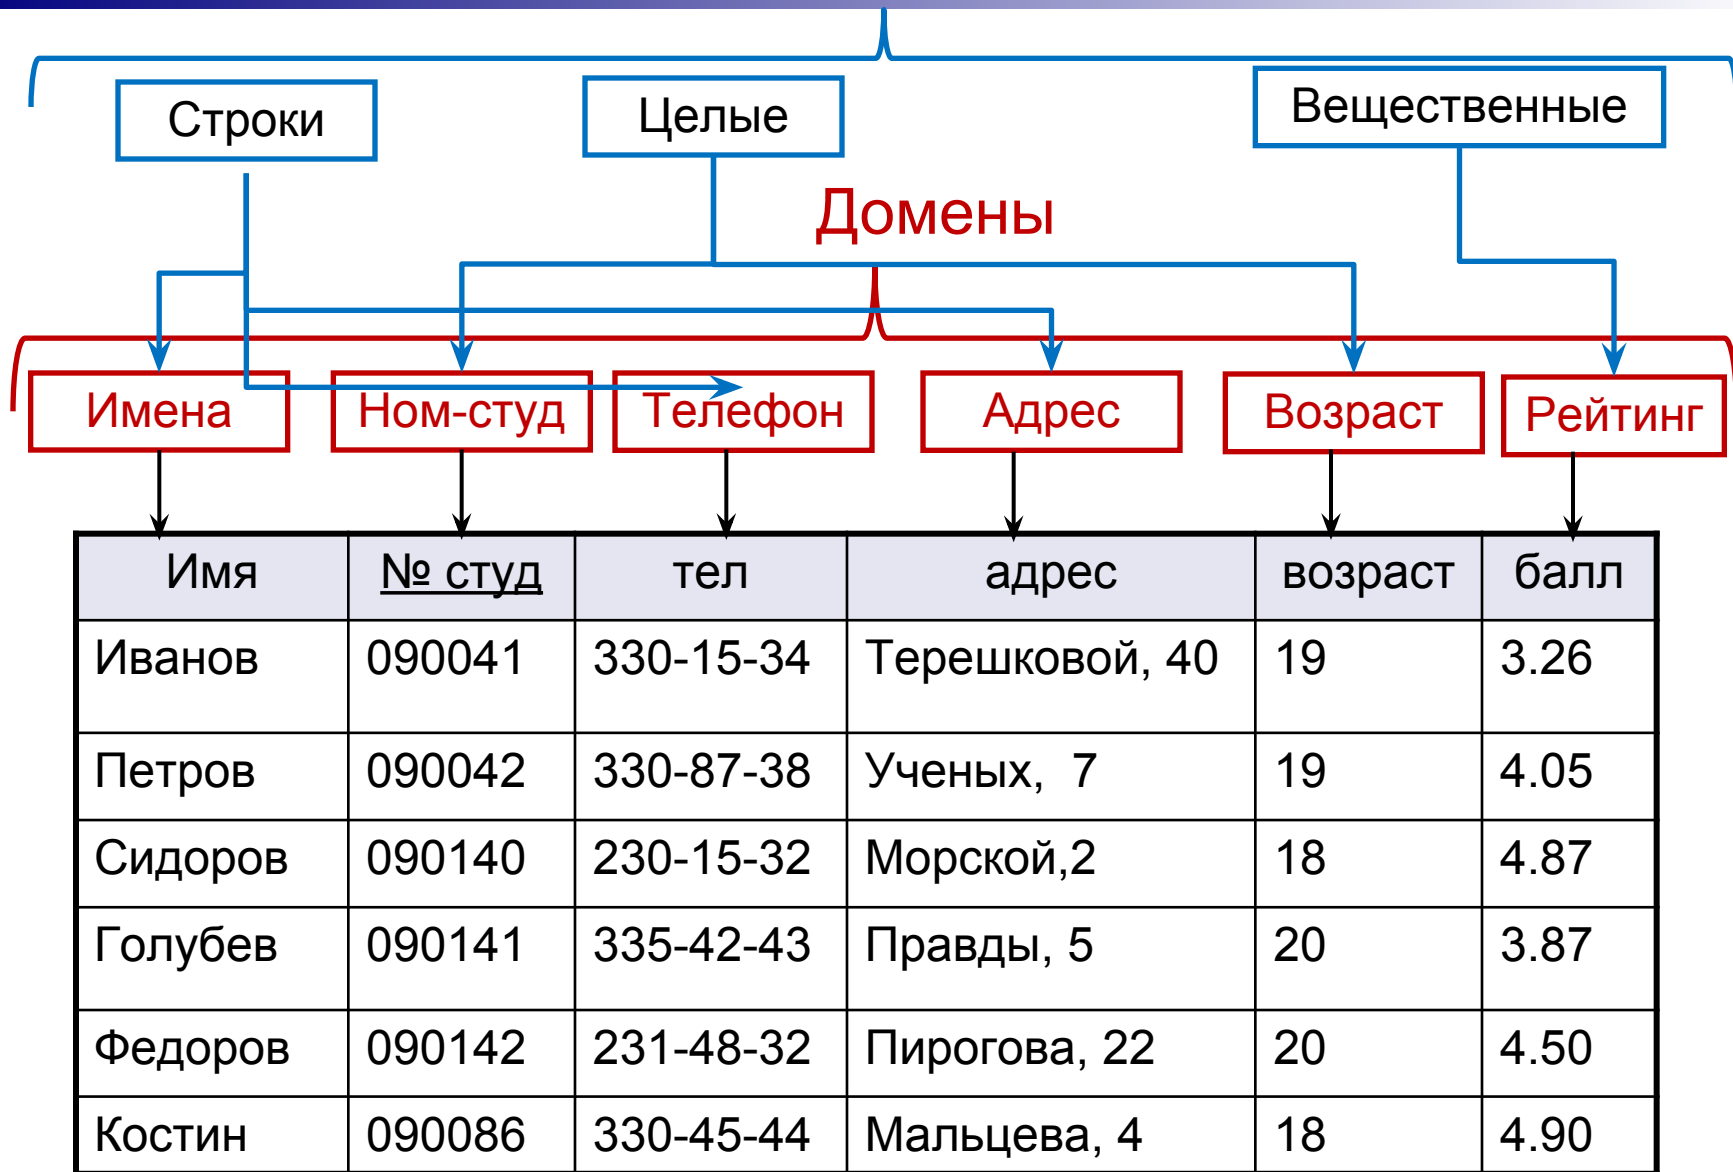 Строки Целые Вещественные
Домены
Имена Ном-студ Телефон Адрес Возраст Рейтинг
Имя № студ тел адрес возраст балл
Иванов 090041 330-15-34 Терешковой, 40 19 3.26
Петров 090042 330-87-38 Ученых, 7 19 4.05
Сидоров 090140 230-15-32 Морской,2 18 4.87
Голубев 090141 335-42-43 Правды, 5 20 3.87
Федоров 090142 231-48-32 Пирогова, 22 20 4.50
Костин 090086 330-45-44 Мальцева, 4 18 4.90